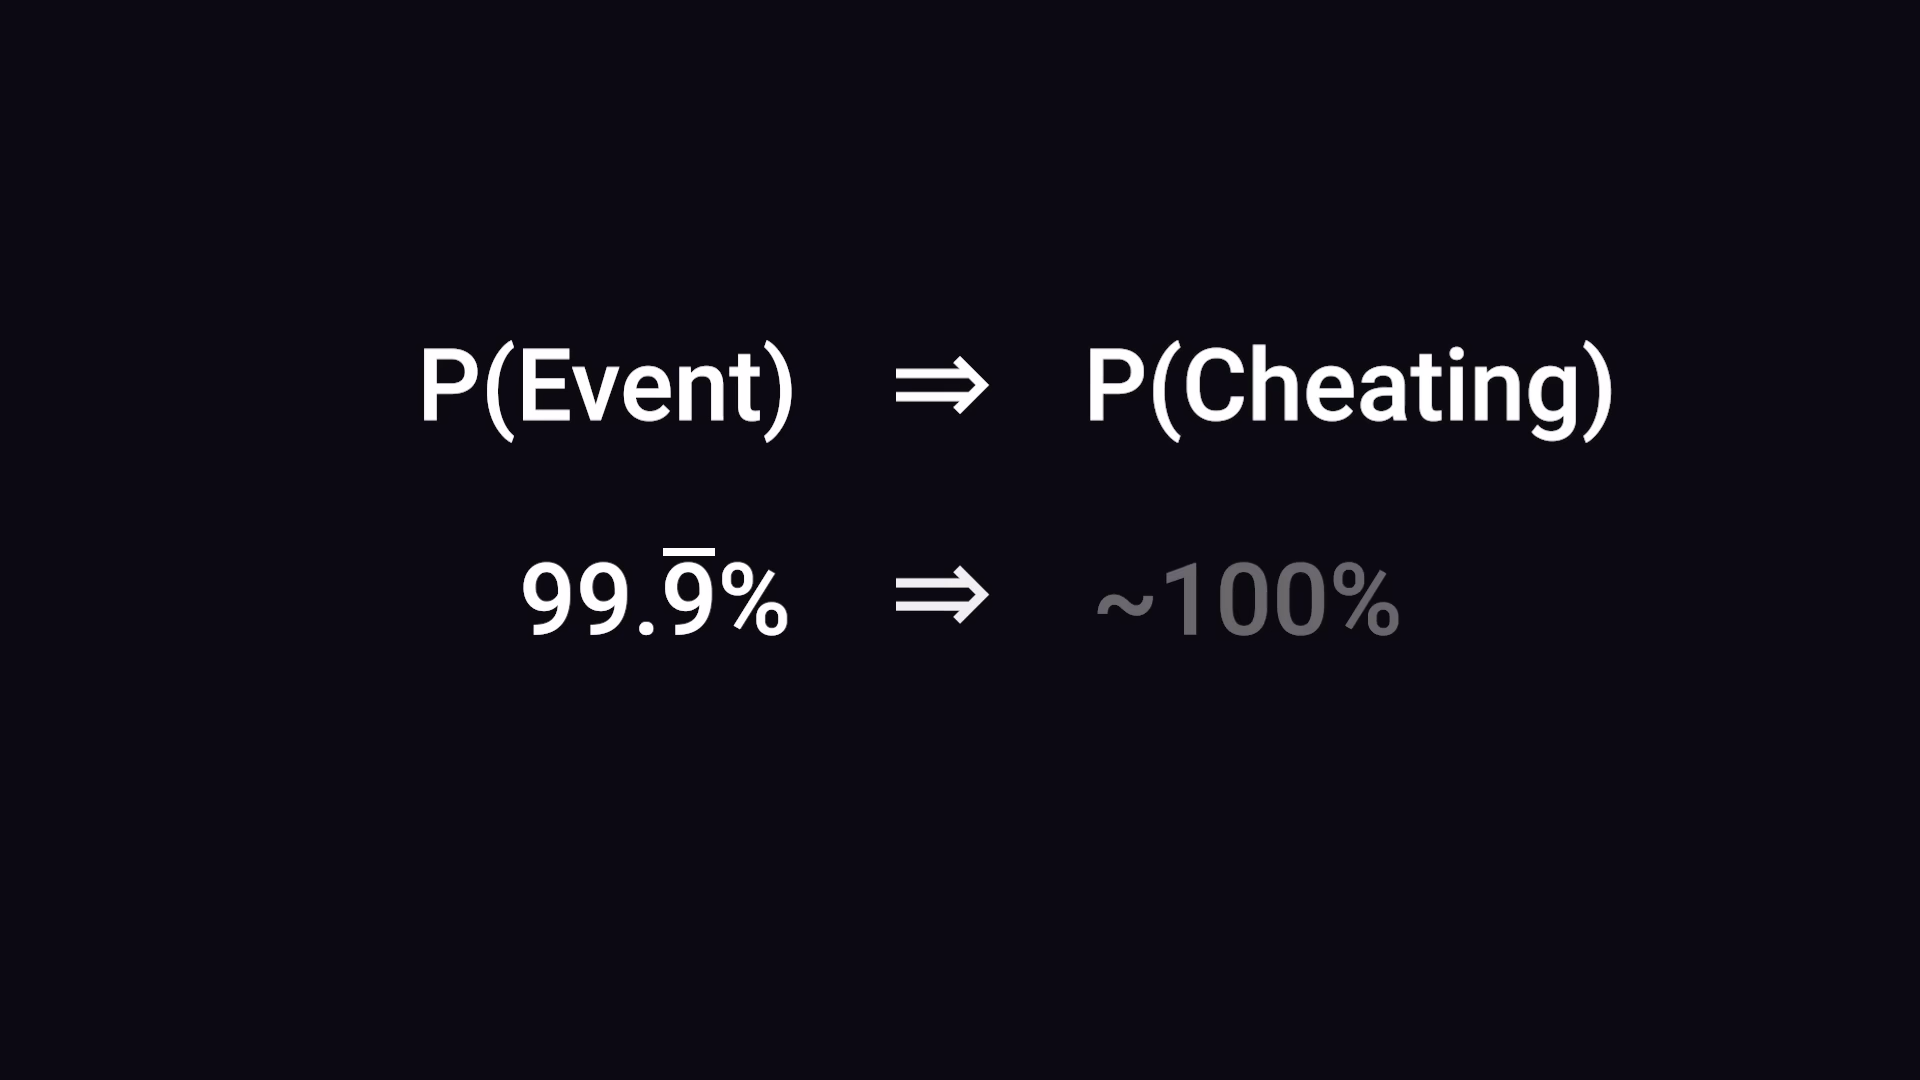 P(Event) ⇒ P(Cheating)
99.9̅% ⇒ ~100%